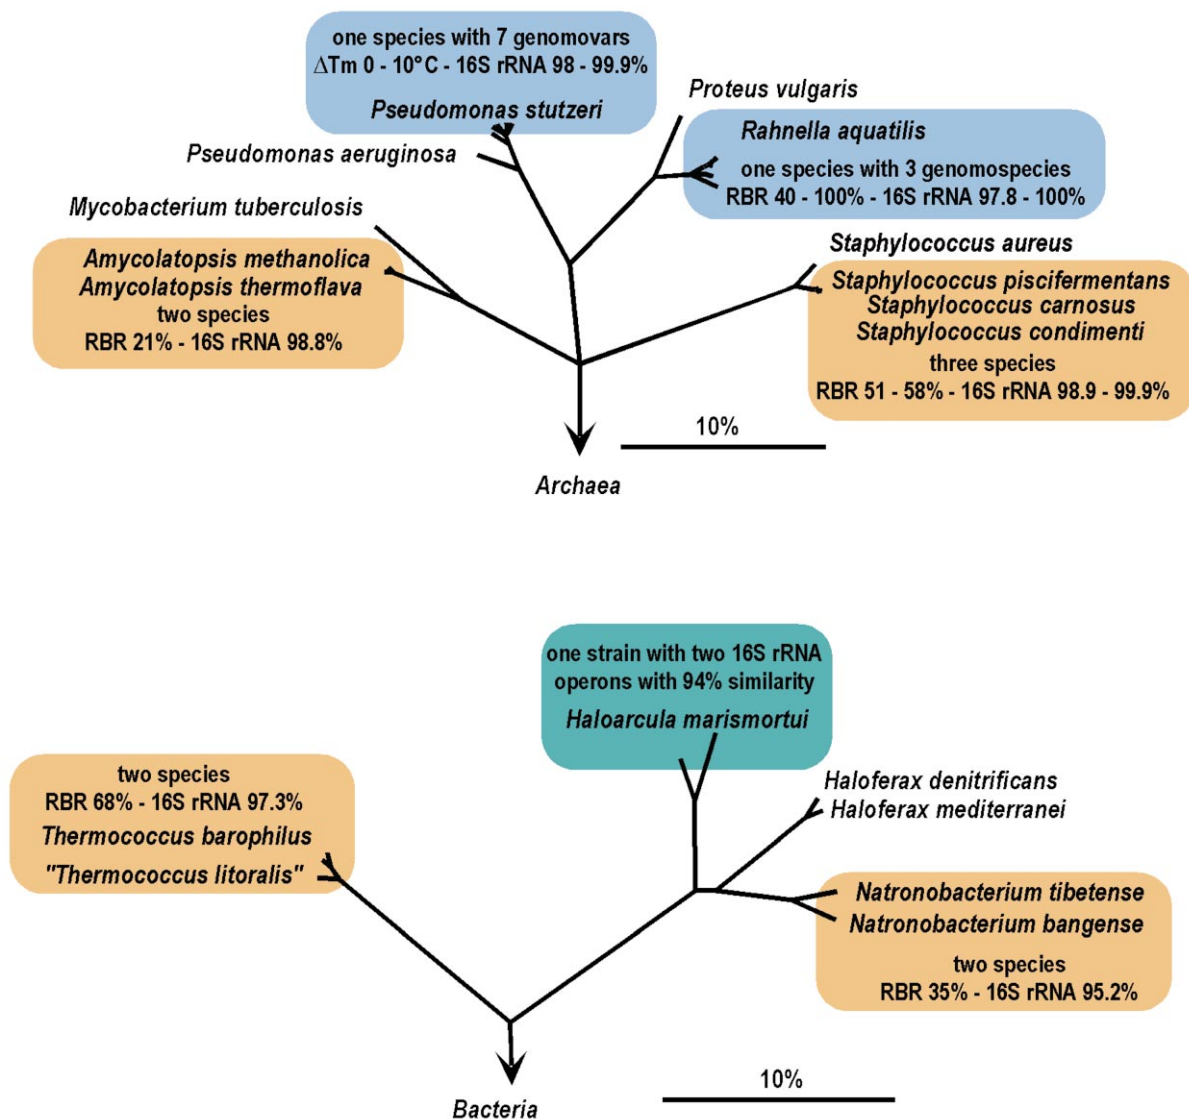 one species with 7 genomovars
ΔTm 0 - 10°C - 16S rRNA 98 - 99.9%
Pseudomonas stutzeri
Proteus vulgaris
Rahnella aquatilis
one species with 3 genomospecies
RBR 40 - 100% - 16S rRNA 97.8 - 100%
Pseudomonas aeruginosa
Mycobacterium tuberculosis
Amycolatopsis methanolica
Amycolatopsis thermoflava
two species
RBR 21% - 16S rRNA 98.8%
Staphylococcus aureus
Staphylococcus piscifermentans
Staphylococcus carnosus
Staphylococcus condimenti
three species
RBR 51 - 58% - 16S rRNA 98.9 - 99.9%
10%
Archaea
one strain with two 16S rRNA
operons with 94% similarity
Haloarcula marismortui
two species
RBR 68% - 16S rRNA 97.3%
Thermococcus barophilus
"Thermococcus litoralis"
Haloferax denitrificans
Haloferax mediterranei
Natronobacterium tibetense
Natronobacterium bangense
two species
RBR 35% - 16S rRNA 95.2%
10%
Bacteria